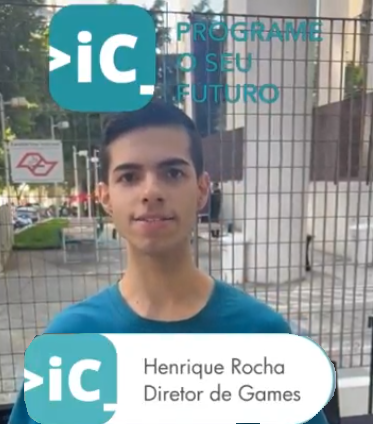 >iC_
PROGRAME
O SEU
FUTURO
>iC_
Henrique Rocha
Diretor de Games